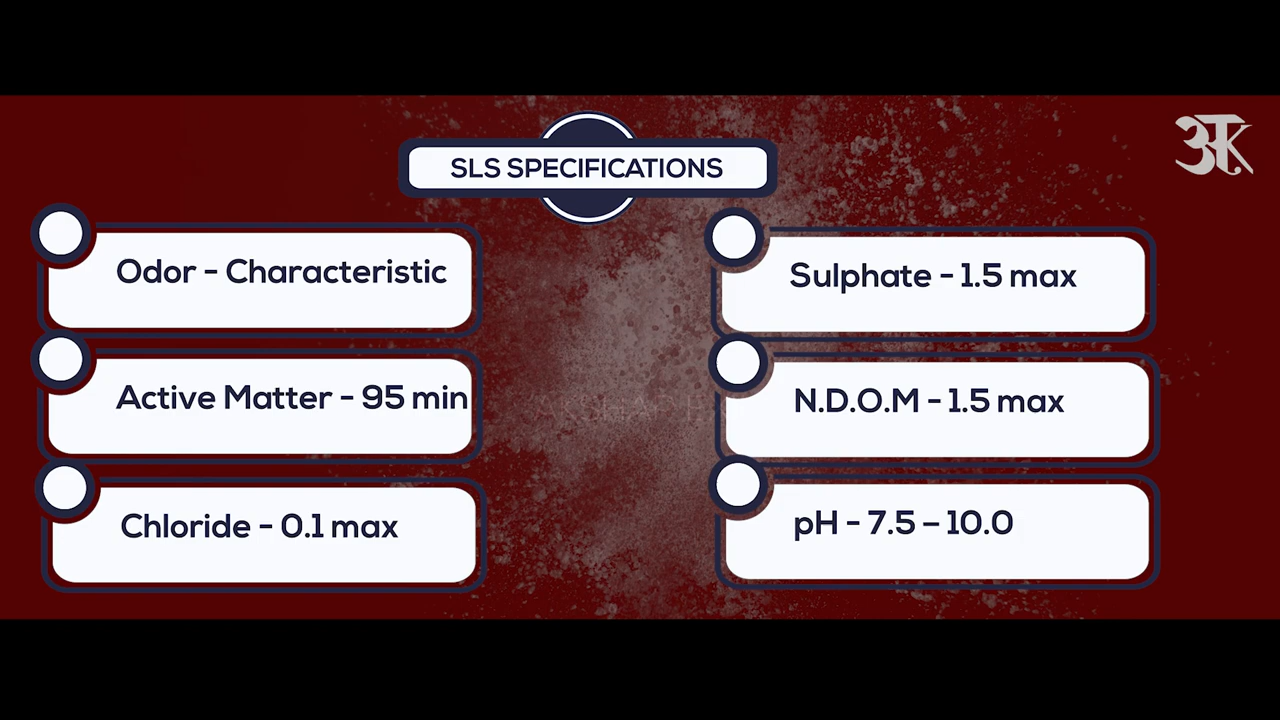 SLS SPECIFICATIONS
Odor - Characteristic
Active Matter - 95 min
Chloride - 0.1 max
Sulphate - 1.5 max
N.D.O.M - 1.5 max
pH - 7.5 – 10.0